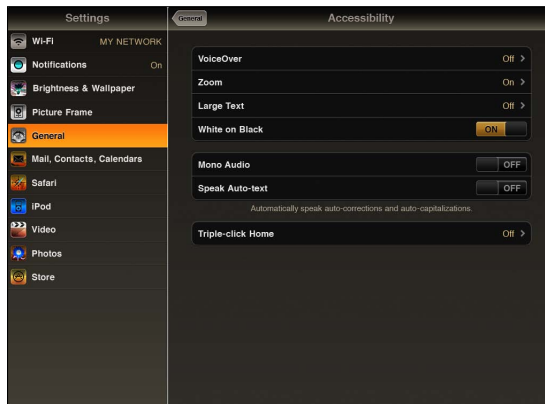 Settings
Wi-Fi MY NETWORK
Notifications On
Brightness & Wallpaper
Picture Frame
General
Mail, Contacts, Calendars
Safari
iPod
Video
Photos
Store
General
Accessibility
VoiceOver Off
Zoom On
Large Text Off
White on Black ON
Mono Audio OFF
Speak Auto-text OFF
Automatically speak auto-corrections and auto-capitalizations.
Triple-click Home Off